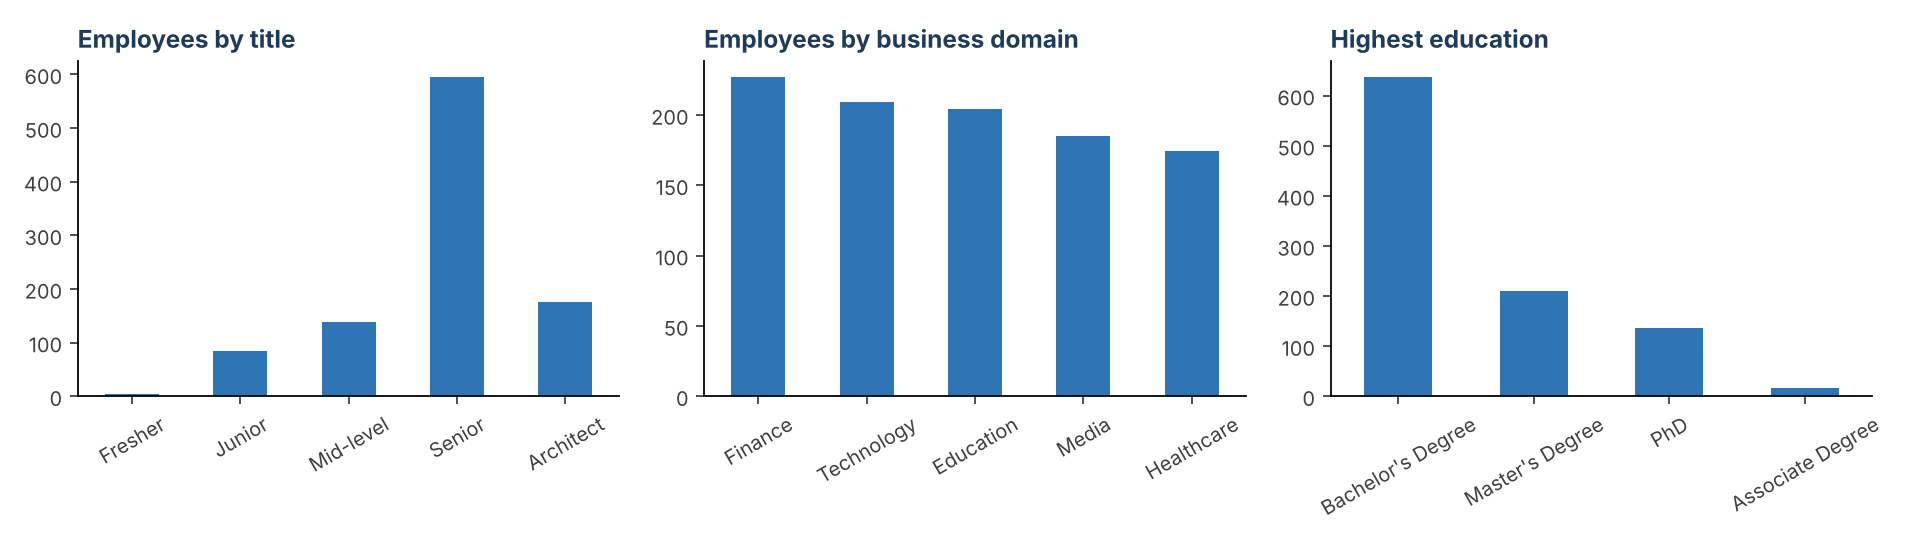 Employees by title
600
500
400
300
200
100
0
Fresher
Junior
Mid-level
Senior
Architect
Employees by business domain
200
150
100
50
0
Finance
Technology
Education
Media
Healthcare
Highest education
600
500
400
300
200
100
0
Bachelor's Degree
Master's Degree
PhD
Associate Degree